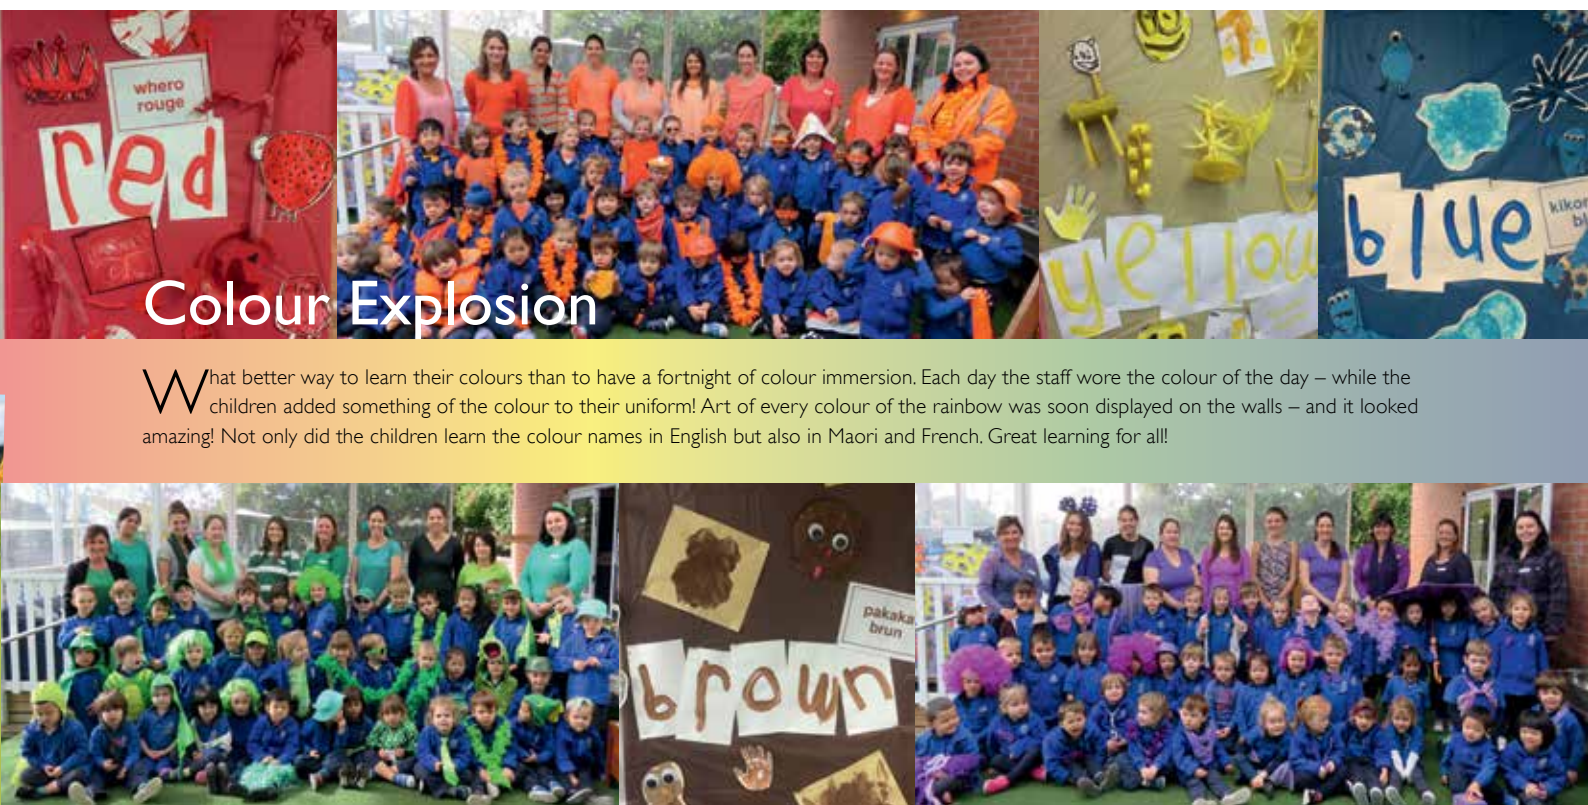 whero
rouge
red
yellow
blue
Colour Explosion
What better way to learn their colours than to have a fortnight of colour immersion. Each day the staff wore the colour of the day – while the
children added something of the colour to their uniform! Art of every colour of the rainbow was soon displayed on the walls – and it looked
amazing! Not only did the children learn the colour names in English but also in Maori and French. Great learning for all!
pakaka
brun
brown